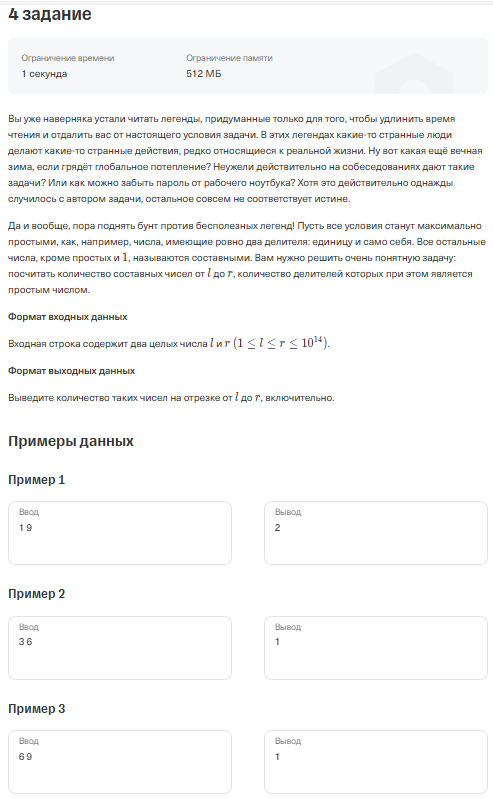 4 задание
Ограничение времени
Ограничение памяти
1 секунда
512 МБ
Вы уже наверняка устали читать легенды, придуманные только для того, чтобы удлинить время
чтения и отдалить вас от настоящего условия задачи. В этих легендах какие-то странные люди
делают какие-то странные действия, редко относящиеся к реальной жизни. Ну вот какая ещё вечная
зима, если грядёт глобальное потепление? Неужели действительно на собеседованиях дают такие
задачи? Или как можно забыть пароль от рабочего ноутбука? Хотя это действительно однажды
случилось с автором задачи, остальное совсем не соответствует истине.
Да и вообще, пора поднять бунт против бесполезных легенд! Пусть все условия станут максимально
простыми, как, например, числа, имеющие ровно два делителя: единицу и само себя. Все остальные
числа, кроме простых и 1, называются составными. Вам нужно решить очень понятную задачу:
посчитать количество составных чисел от l до r, количество делителей которых при этом является
простым числом.
Формат входных данных
Входная строка содержит два целых числа l и r (1 ≤ l ≤ r ≤ 10¹⁴).
Формат выходных данных
Выведите количество таких чисел на отрезке от l до r, включительно.
Примеры данных
Пример 1
Ввод
1 9
Вывод
2
Пример 2
Ввод
3 6
Вывод
1
Пример 3
Ввод
6 9
Вывод
1